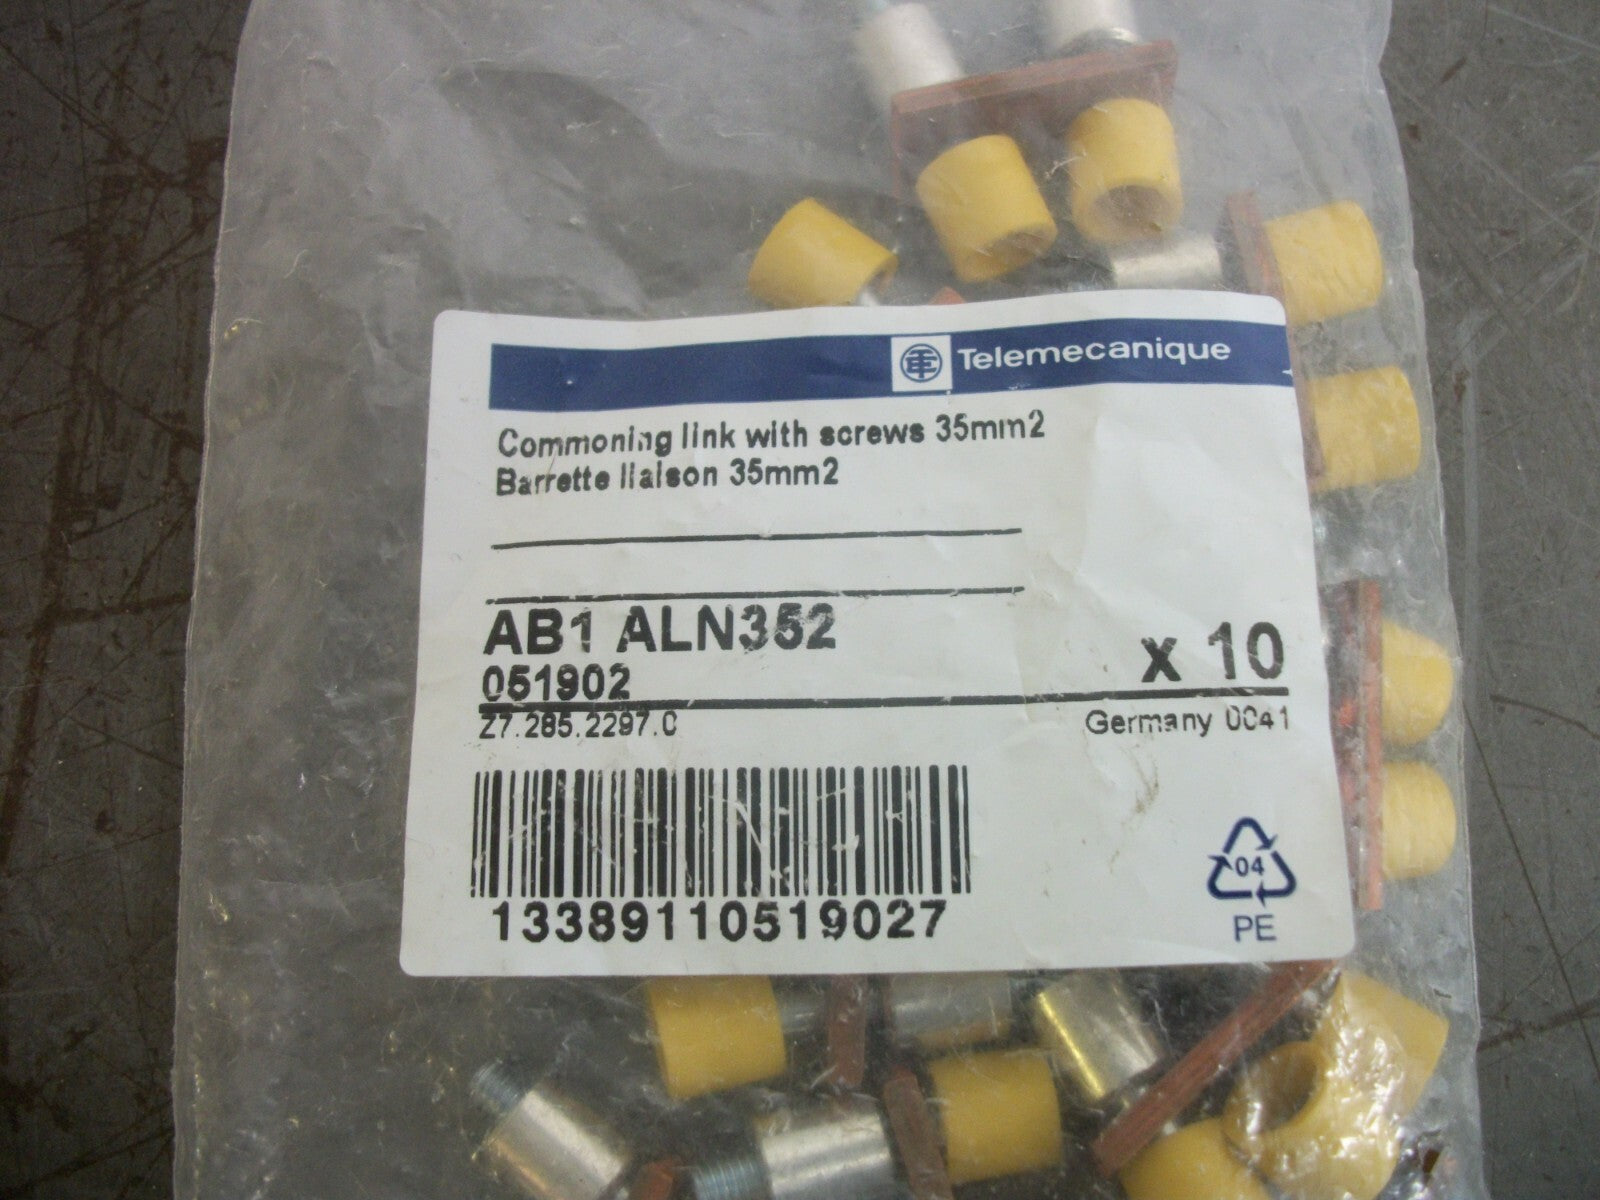 Telemecanique
Commoning link with screws 35mm2
Barrette liaison 35mm2
AB1 ALN352
x 10
051902
Z7.285.2297.0
Germany 0041
13389110519027
04
PE